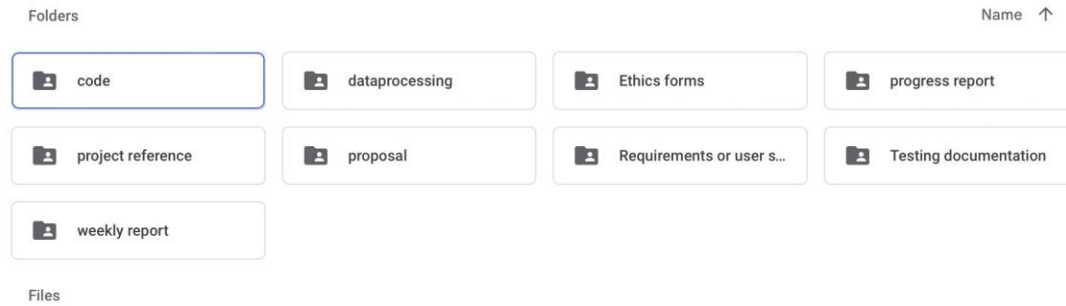 Folders Name ↑
code dataprocessing Ethics forms progress report
project reference proposal Requirements or user s... Testing documentation
weekly report
Files